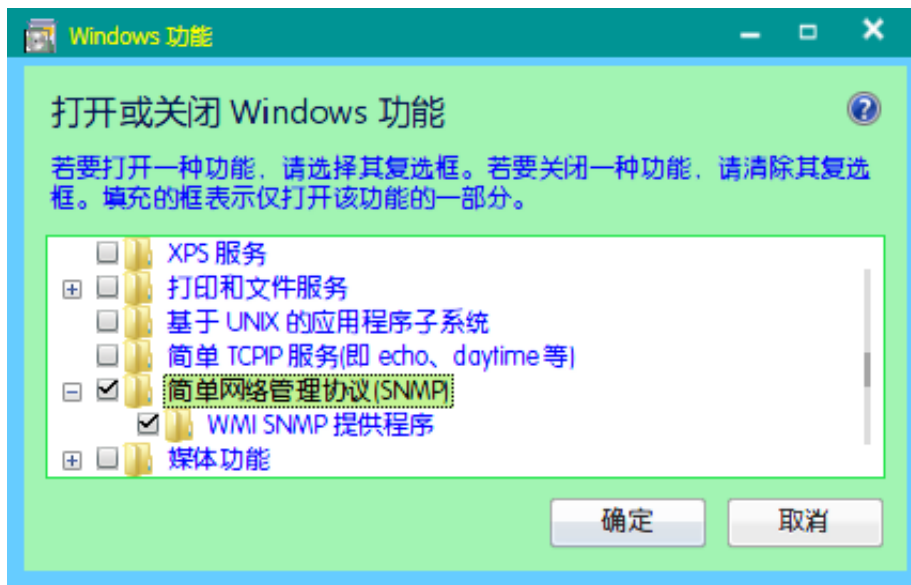 Windows 功能
打开或关闭 Windows 功能
若要打开一种功能，请选择其复选框。若要关闭一种功能，请清除其复选
框。填充的框表示仅打开该功能的一部分。
XPS 服务
打印和文件服务
基于 UNIX 的应用程序子系统
简单 TCPIP 服务(即 echo、daytime 等)
简单网络管理协议(SNMP)
WMI SNMP 提供程序
媒体功能
确定
取消